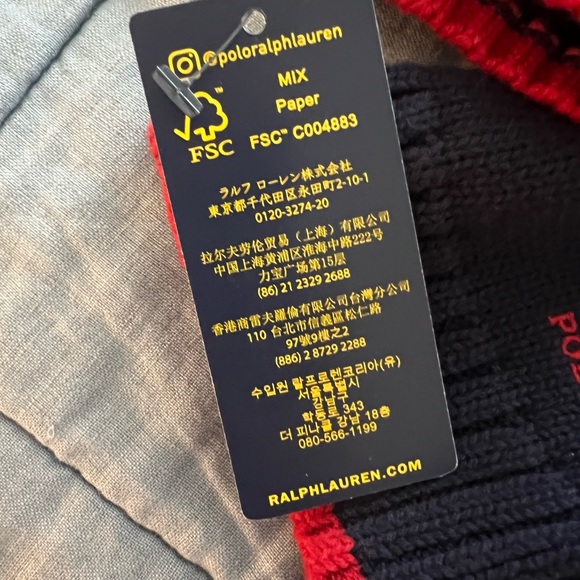 @poloralphlauren
™
MIX
Paper
FSC FSC™ C004883
ラルフ ローレン株式会社
東京都千代田区永田町2-10-1
0120-3274-20
拉尔夫劳伦贸易（上海）有限公司
中国上海黄浦区淮海中路222号
力宝广场第15层
(86) 21 2329 2688
香港商雷夫羅倫有限公司台灣分公司
110 台北市信義區松仁路
97號9樓之2
(886) 2 8729 2288
수입원 랄프로렌코리아(유)
서울특별시
강남구
학동로 343
더 피나클 강남 18층
080-566-1199
RALPHLAUREN.COM